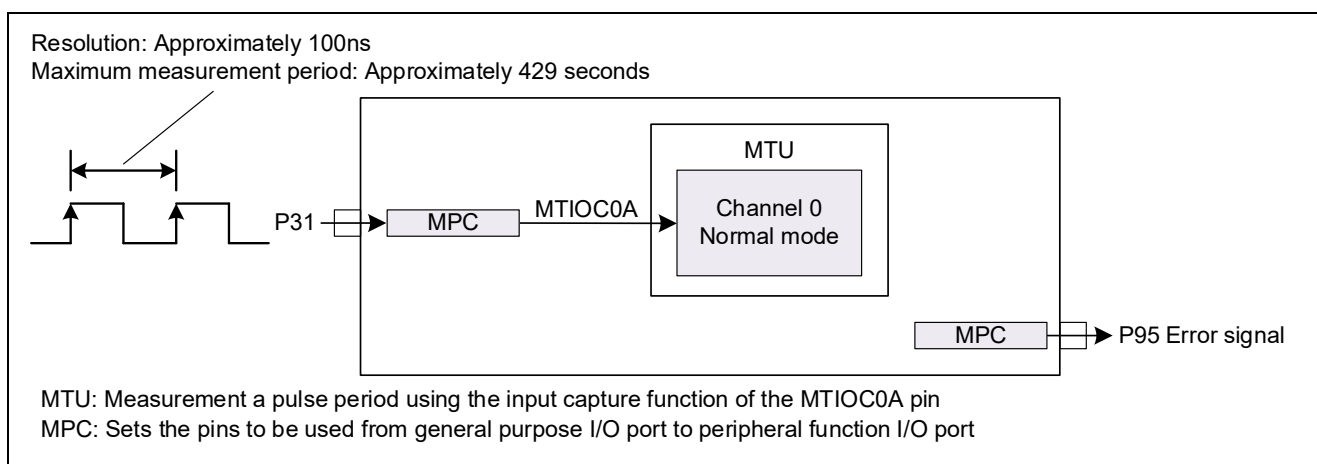 Resolution: Approximately 100ns
Maximum measurement period: Approximately 429 seconds
MTU
P31
MPC
MTIOC0A
Channel 0
Normal mode
MPC
P95 Error signal
MTU: Measurement a pulse period using the input capture function of the MTIOC0A pin
MPC: Sets the pins to be used from general purpose I/O port to peripheral function I/O port